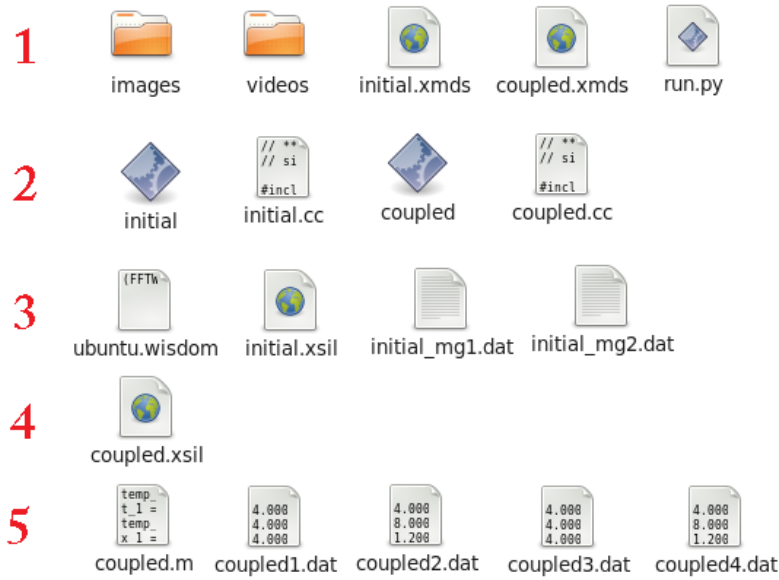 1
images videos initial.xmds coupled.xmds run.py
2
// **
// si
#incl
// **
// si
#incl
initial initial.cc coupled coupled.cc
3
(FFTW
ubuntu.wisdom initial.xsil initial_mg1.dat initial_mg2.dat
4
coupled.xsil
5
temp_
t_1 =
temp_
x 1 =
4.000
4.000
4.000
4.000
8.000
1.200
4.000
4.000
4.000
4.000
8.000
1.200
coupled.m coupled1.dat coupled2.dat coupled3.dat coupled4.dat